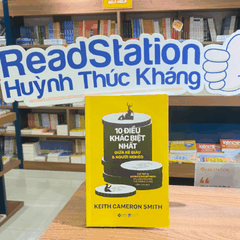 ReadStation
Huỳnh Thúc Kháng
10 ĐIỀU
KHÁC BIỆT
NHẤT
GIỮA KẺ GIÀU
& NGƯỜI NGHÈO
KEITH CAMERON SMITH